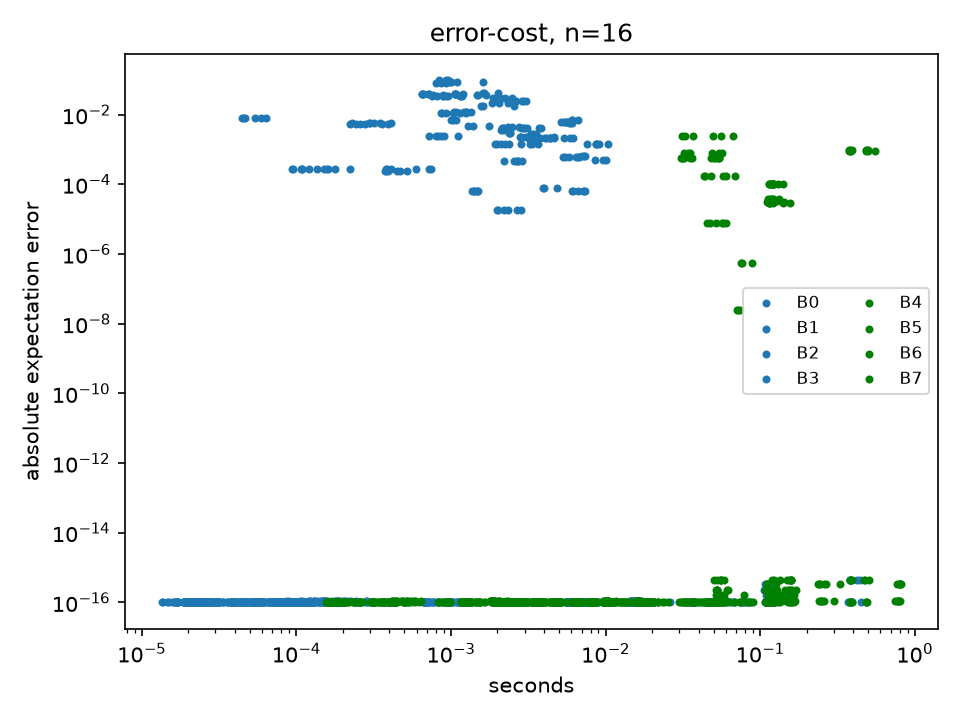 error-cost, n=16
absolute expectation error
10⁻²
10⁻⁴
10⁻⁶
10⁻⁸
10⁻¹⁰
10⁻¹²
10⁻¹⁴
10⁻¹⁶
B0 B4
B1 B5
B2 B6
B3 B7
10⁻⁵ 10⁻⁴ 10⁻³ 10⁻² 10⁻¹ 10⁰
seconds